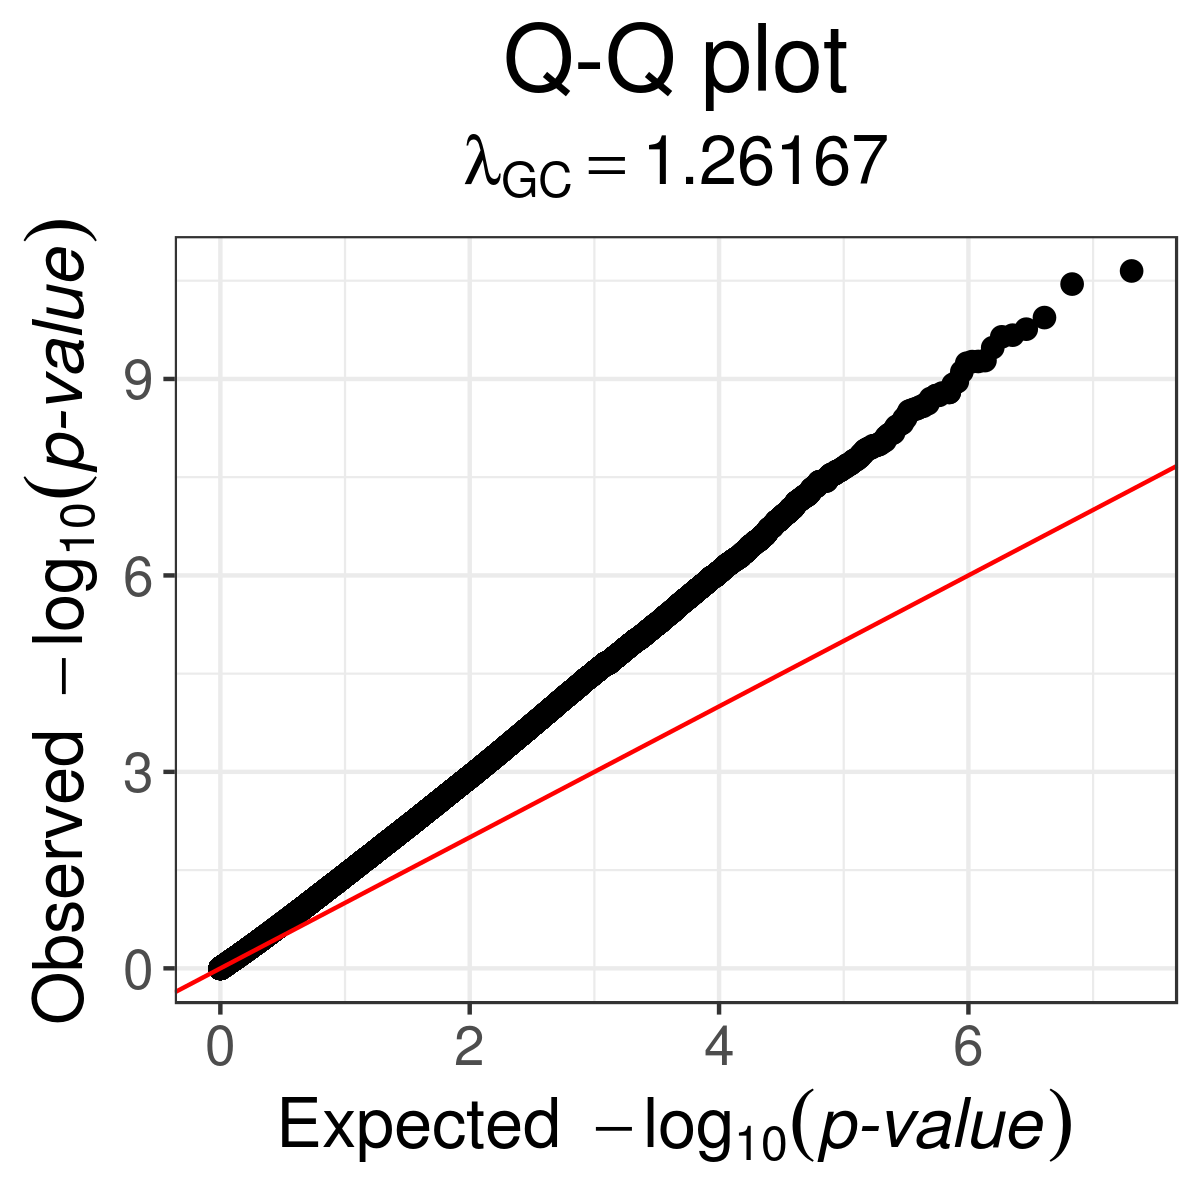 Q-Q plot
λGC = 1.26167
Observed −log10(p-value)
9
6
3
0
0 2 4 6
Expected −log10(p-value)